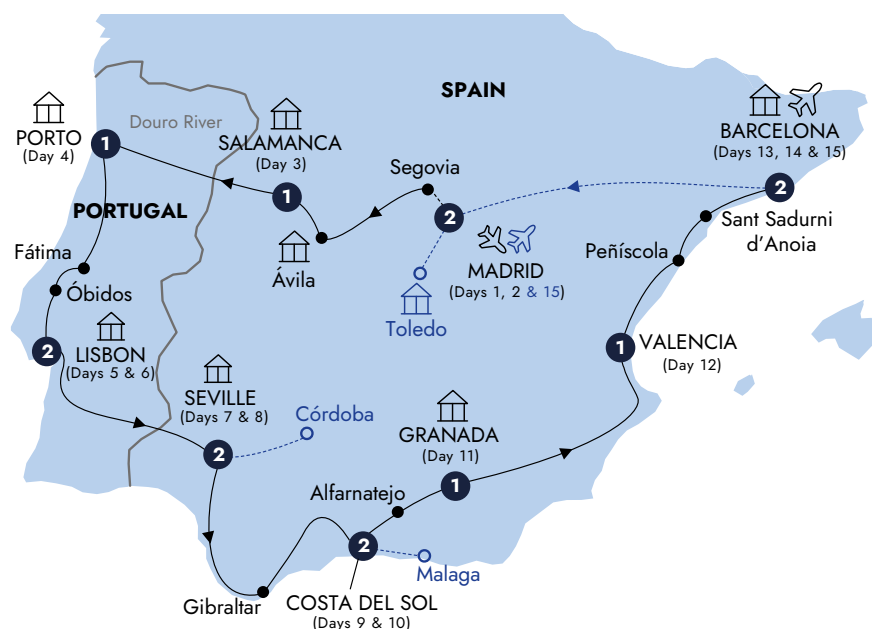 SPAIN
Douro River
PORTO
(Day 4)
1
SALAMANCA
(Day 3)
1
BARCELONA
(Days 13, 14 & 15)
2
Segovia
2
PORTUGAL
Sant Sadurni
d'Anoia
Fátima
Ávila
MADRID
(Days 1, 2 & 15)
Peñíscola
Óbidos
Toledo
2
LISBON
(Days 5 & 6)
1
VALENCIA
(Day 12)
SEVILLE
(Days 7 & 8)
2
Córdoba
GRANADA
(Day 11)
1
Alfarnatejo
2
Malaga
Gibraltar
COSTA DEL SOL
(Days 9 & 10)